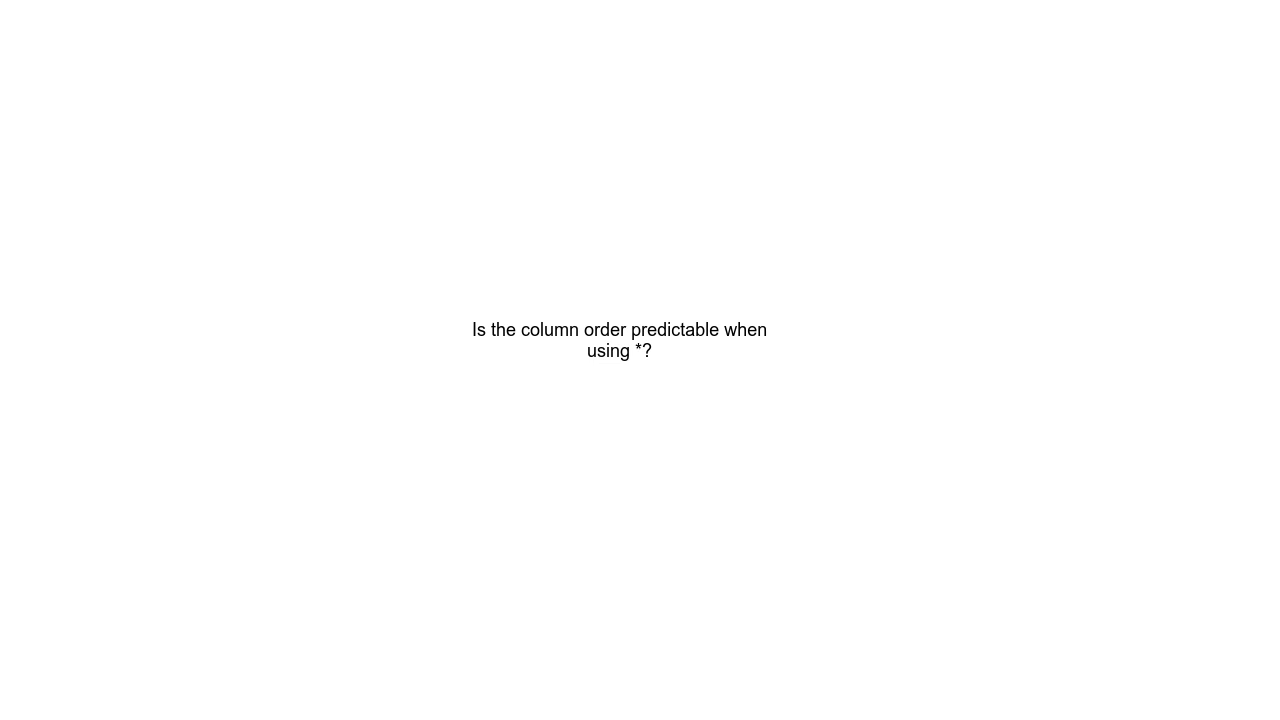 Is the column order predictable when
using *?